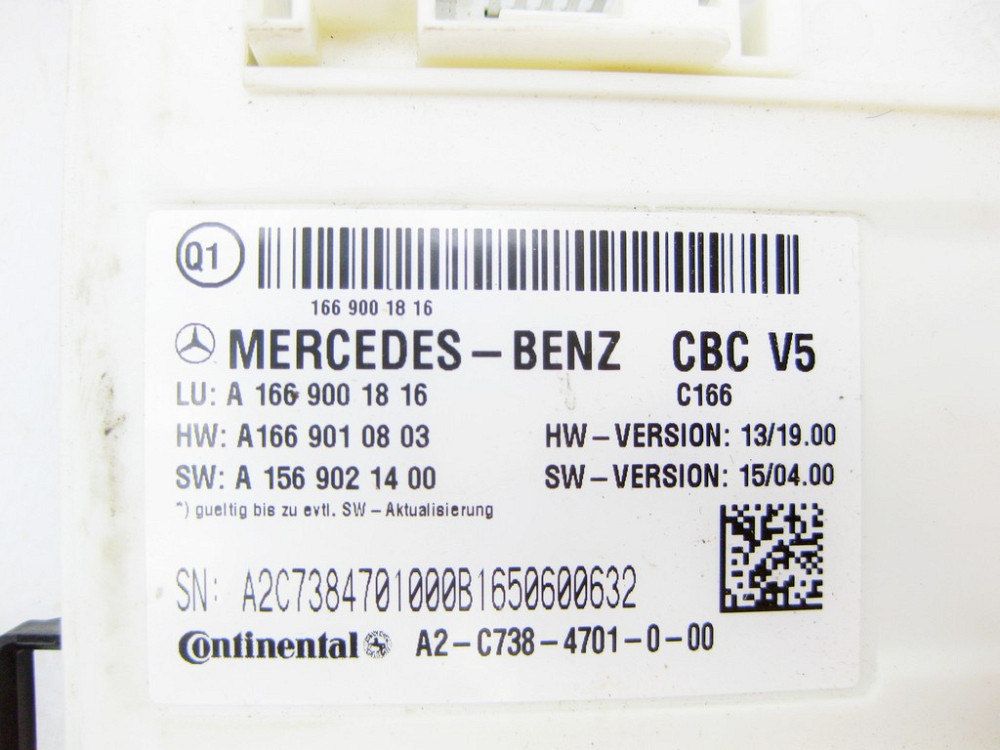 Q1
166 900 18 16
MERCEDES-BENZ CBC V5
LU: A 166 900 18 16 C166
HW: A166 901 08 03 HW-VERSION: 13/19.00
SW: A 156 902 14 00 SW-VERSION: 15/04.00
*) gueltig bis zu evtl. SW-Aktualisierung
SN: A2C7384701000B1650600632
Continental A2-C738-4701-0-00